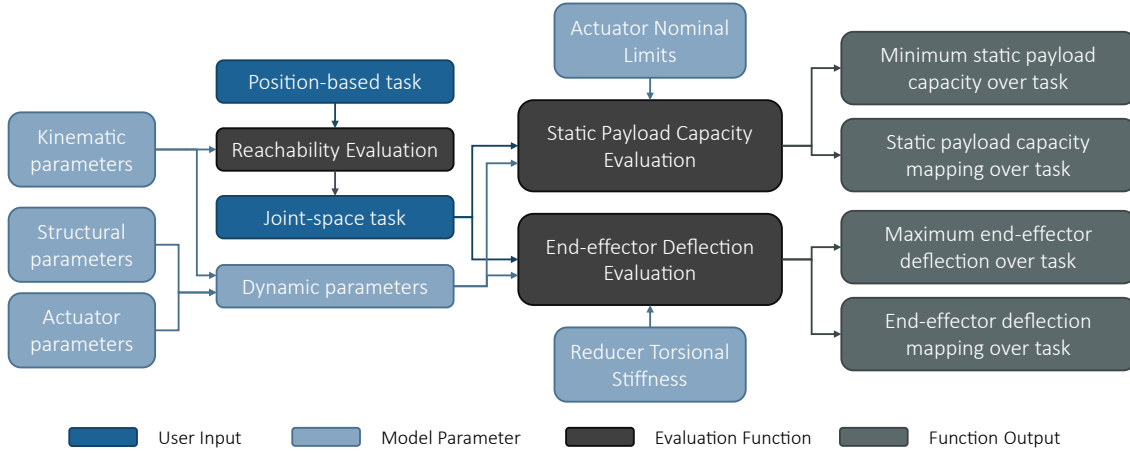 Kinematic
parameters
Structural
parameters
Actuator
parameters
Position-based task
Reachability Evaluation
Joint-space task
Dynamic parameters
Actuator Nominal
Limits
Static Payload Capacity
Evaluation
End-effector Deflection
Evaluation
Reducer Torsional
Stiffness
Minimum static payload
capacity over task
Static payload capacity
mapping over task
Maximum end-effector
deflection over task
End-effector deflection
mapping over task
User Input
Model Parameter
Evaluation Function
Function Output